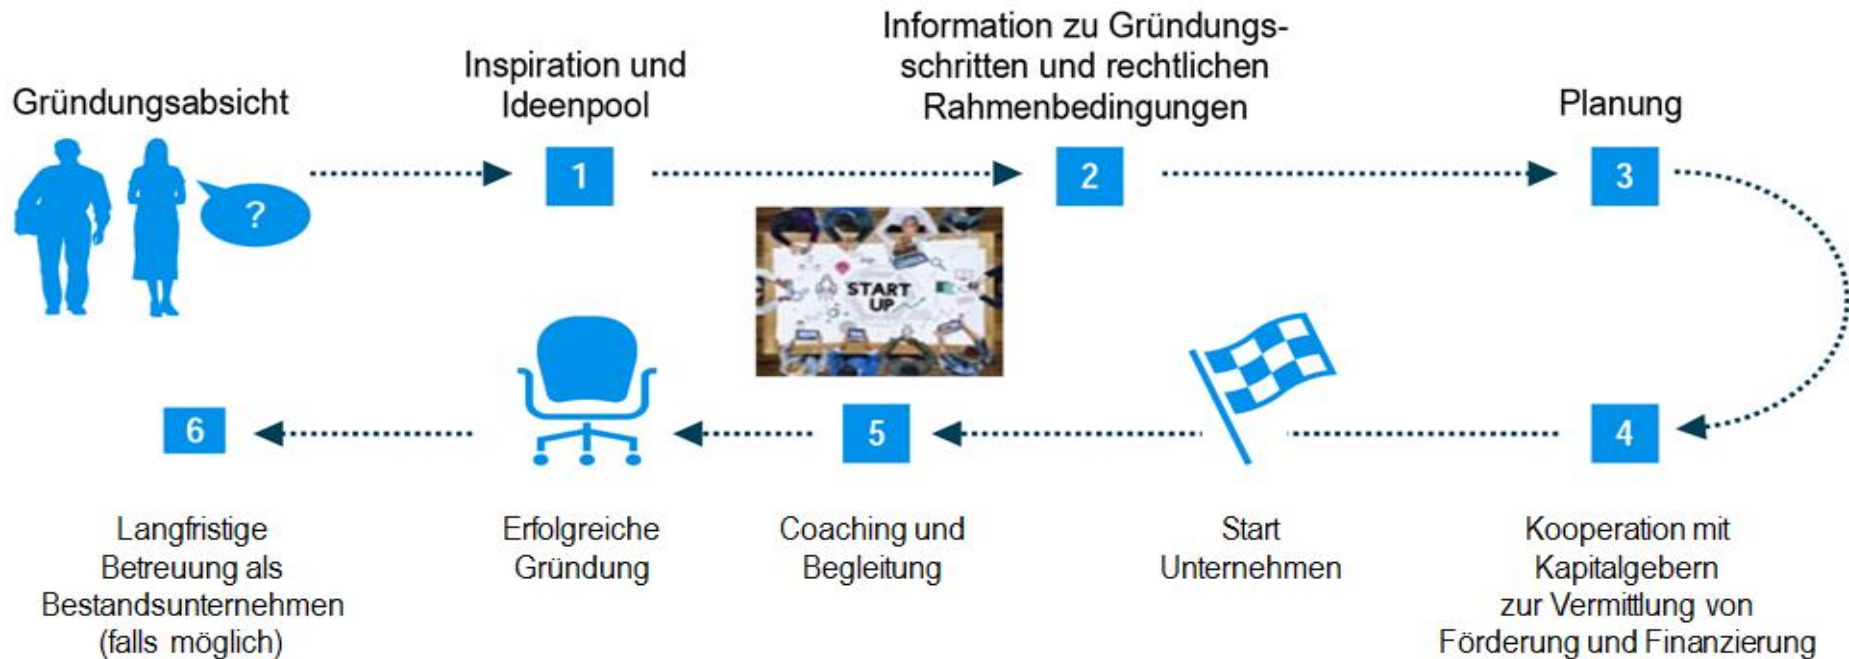 Gründungsabsicht
Inspiration und
Ideenpool
Information zu Gründungs-
schritten und rechtlichen
Rahmenbedingungen
Planung
?
1
2
3
START
UP
6
5
4
Langfristige
Betreuung als
Bestandsunternehmen
(falls möglich)
Erfolgreiche
Gründung
Coaching und
Begleitung
Start
Unternehmen
Kooperation mit
Kapitalgebern
zur Vermittlung von
Förderung und Finanzierung